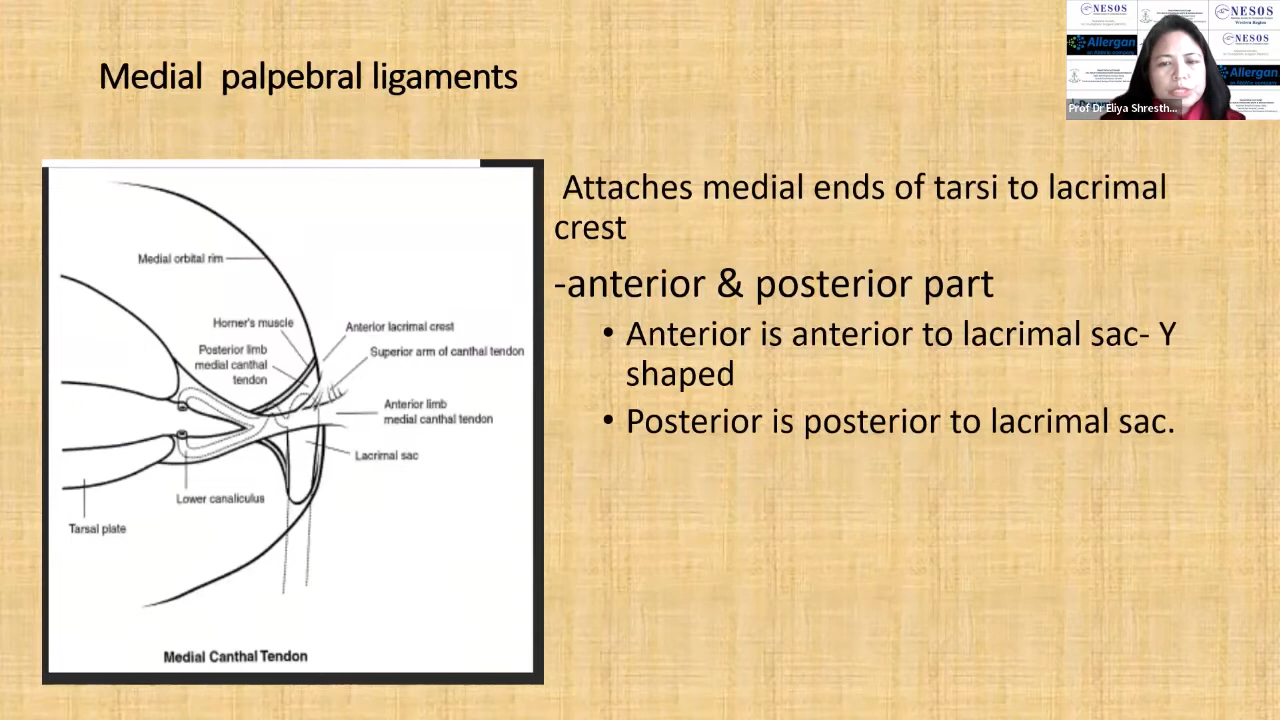 Medial palpebral ligaments
NESOS
NESOS
Western Region
Allergan
NESOS
Allergan
Prof Dr Eliya Shresth...
Attaches medial ends of tarsi to lacrimal
crest
-anterior & posterior part
• Anterior is anterior to lacrimal sac- Y
shaped
• Posterior is posterior to lacrimal sac.
Medial orbital rim
Horner's muscle
Anterior lacrimal crest
Posterior limb
medial canthal
tendon
Superior arm of canthal tendon
Anterior limb
medial canthal tendon
Lacrimal sac
Lower canaliculus
Tarsal plate
Medial Canthal Tendon